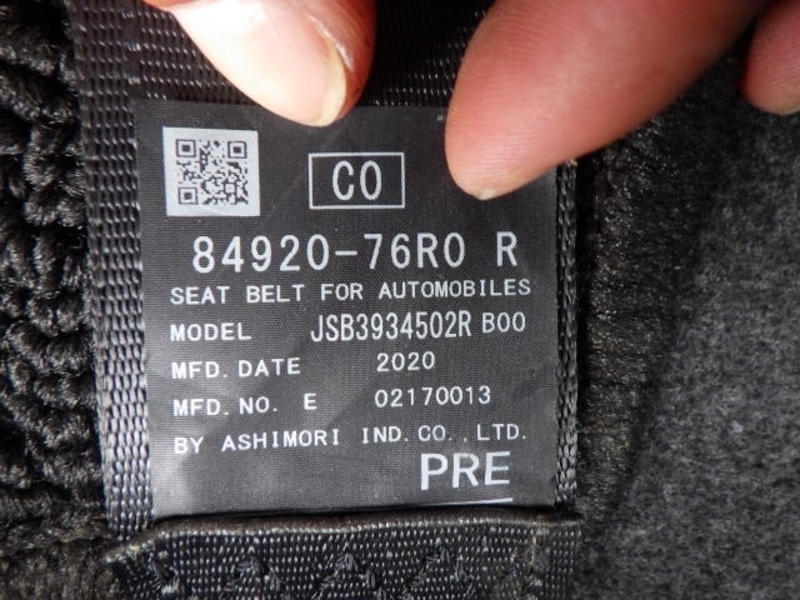 CO
84920-76R0 R
SEAT BELT FOR AUTOMOBILES
MODEL JSB3934502R B00
MFD. DATE 2020
MFD. NO. E 02170013
BY ASHIMORI IND. CO., LTD.
PRE